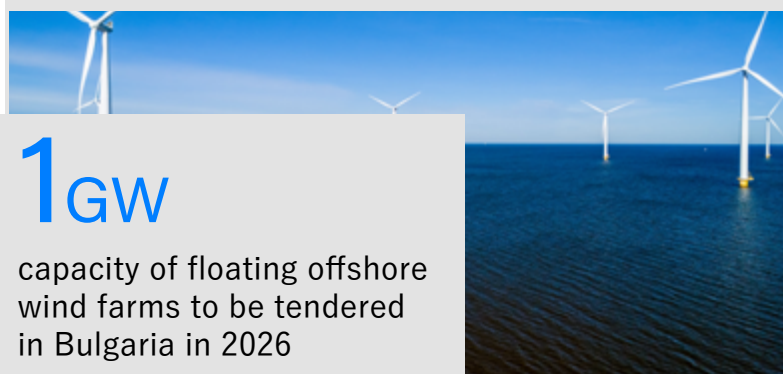 1GW
capacity of floating offshore
wind farms to be tendered
in Bulgaria in 2026